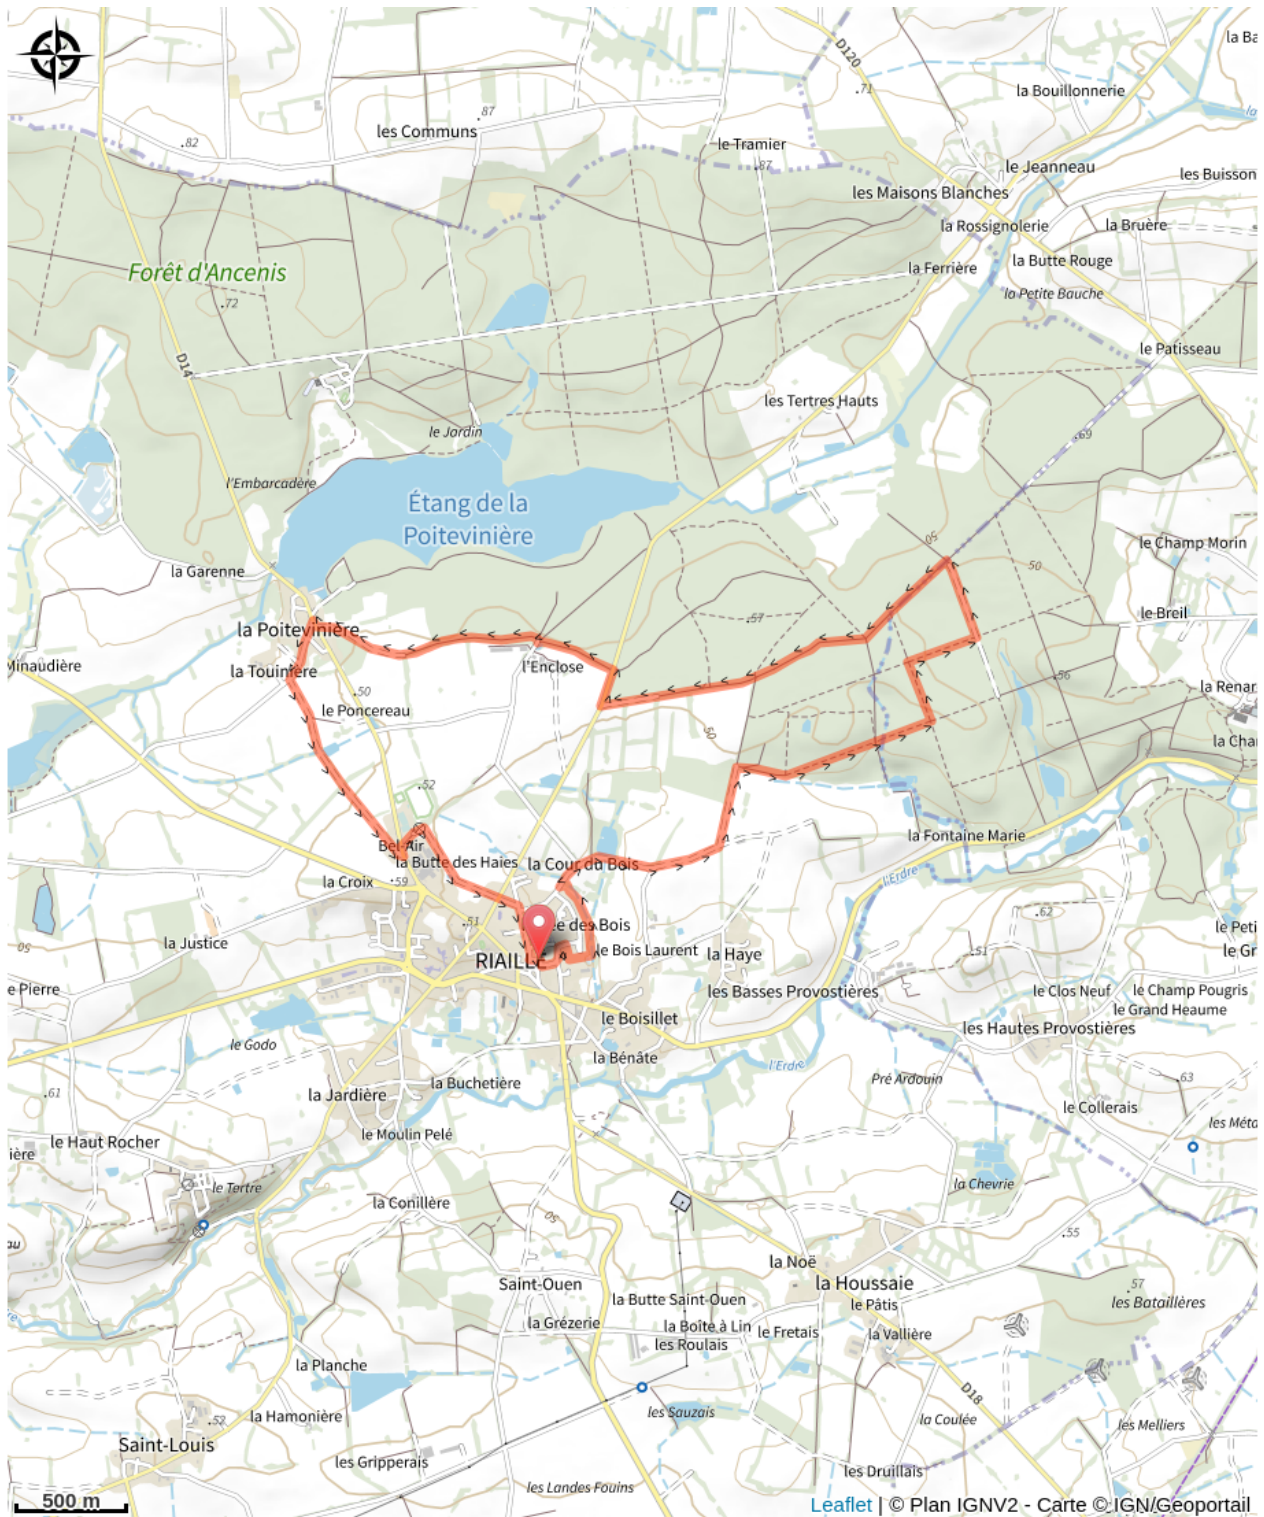 la Ba
D120
71
la Bouillonnerie
87
les Communs
82
le Tramier
87
le Jeanneau
les Buisson
les Maisons Blanches
la Rossignolerie
la Bruère
la Butte Rouge
la Ferrière
Forêt d'Ancenis
la Petite Bauche
72
le Patisseau
D14
les Tertres Hauts
le Jardin
69
l'Embarcadère
Étang de la
Poitevinière
50
le Champ Morin
la Garenne
50
le Breil
57
la Poitevinière
Minaudière
l'Enclose
la Touinière
56
50
la Renar
le Poncereau
50
la Cha
52
la Fontaine Marie
Bel-Air
la Butte des Haies
la Cour du Bois
l'Erdre
la Croix
59
62
51
ée des Bois
la Justice
le Peti
le Bois Laurent
la Haye
51
le Gr
RIAILLÉ
e Pierre
les Basses Provostières
le Clos Neuf
le Champ Pougris
le Grand Heaume
le Boisillet
les Hautes Provostières
le Godo
la Bénâte
l'Erdre
la Buchetière
Pré Ardouin
63
61
la Jardière
le Collerais
les Méta
le Moulin Pelé
le Haut Rocher
ière
le Tertre
la Chevrie
la Conillère
50
55
au
la Noë
Saint-Ouen
la Houssaie
57
la Butte Saint-Ouen
le Pâtis
les Bataillères
re
la Grézerie
la Boîte à Lin
le Fretais
la Vallière
les Roulais
la Planche
D18
les Sauzais
52
la Hamonière
la Coulée
les Melliers
Saint-Louis
les Gripperais
les Druillais
les Landes Fouins
500 m
Leaflet | © Plan IGNV2 - Carte © IGN/Geoportail